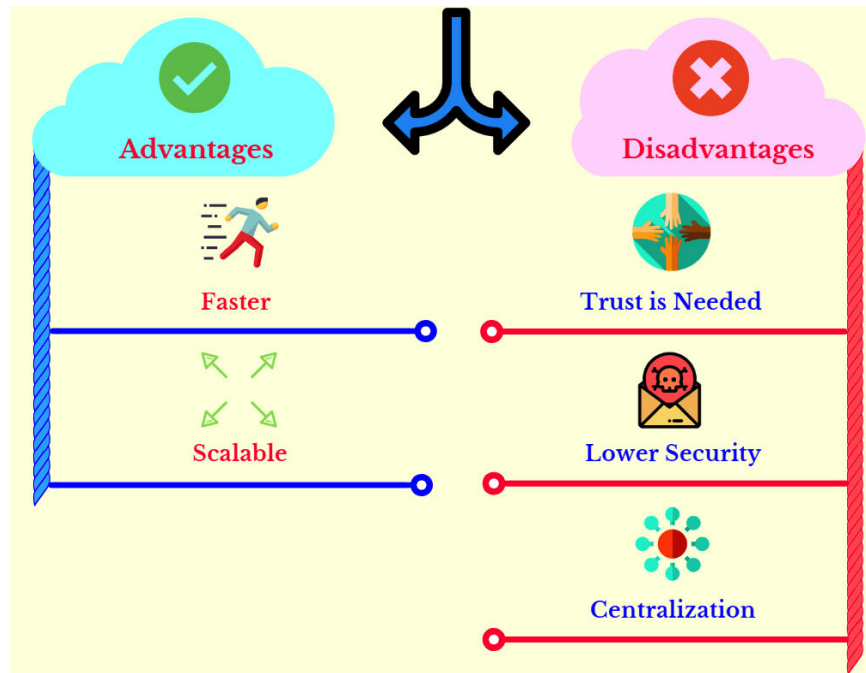 Advantages
Disadvantages
Faster
Trust is Needed
Scalable
Lower Security
Centralization